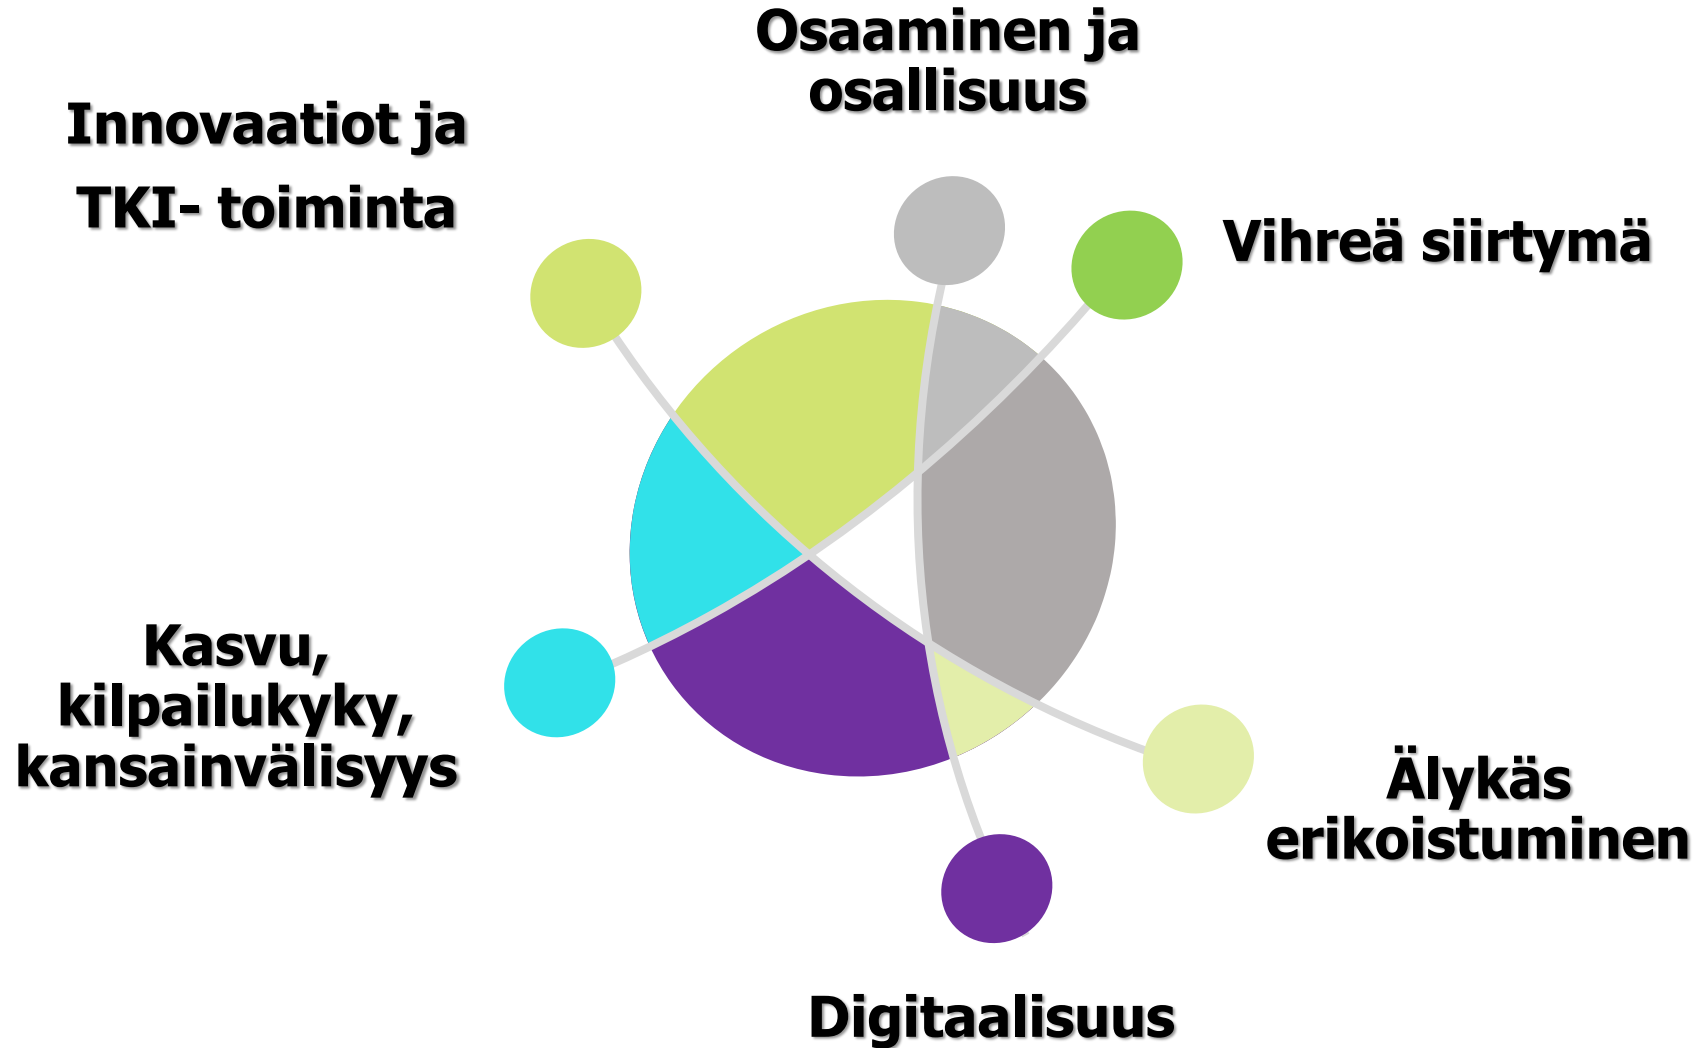 Osaaminen ja
osallisuus
Innovaatiot ja
TKI- toiminta
Vihreä siirtymä
Kasvu,
kilpailukyky,
kansainvälisyys
Älykäs
erikoistuminen
Digitaalisuus